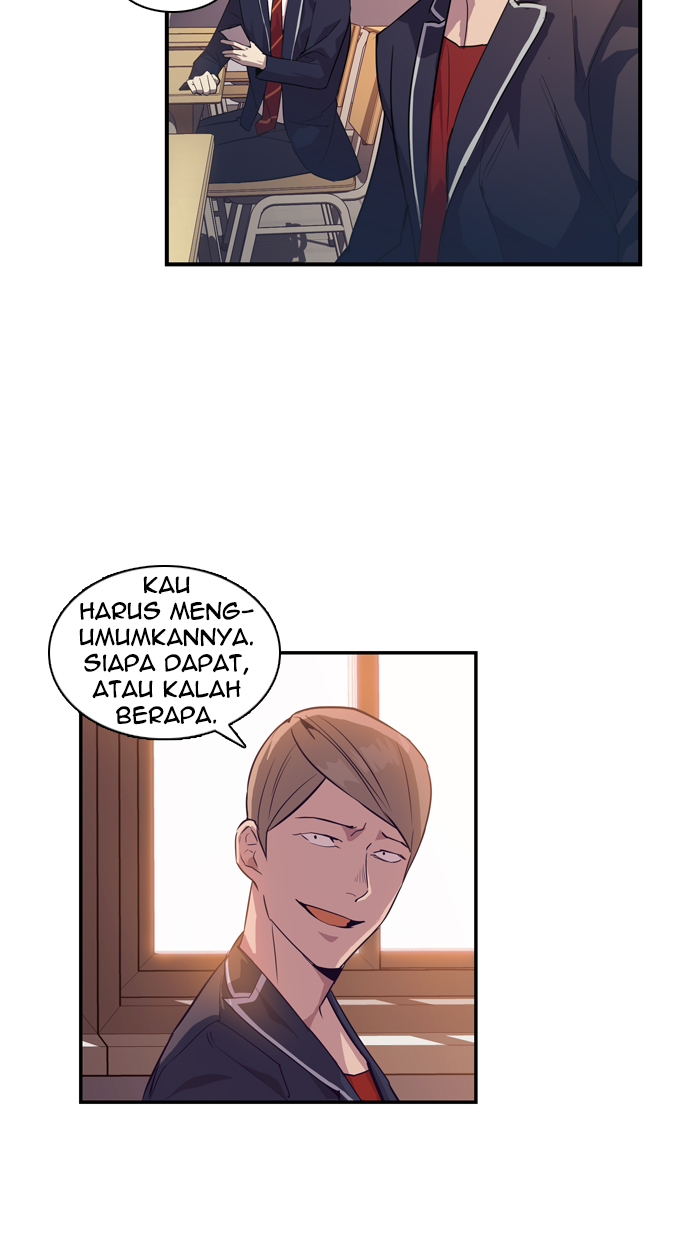 KAU
HARUS MENG-
UMUMKANNYA.
SIAPA DAPAT,
ATAU KALAH
BERAPA.